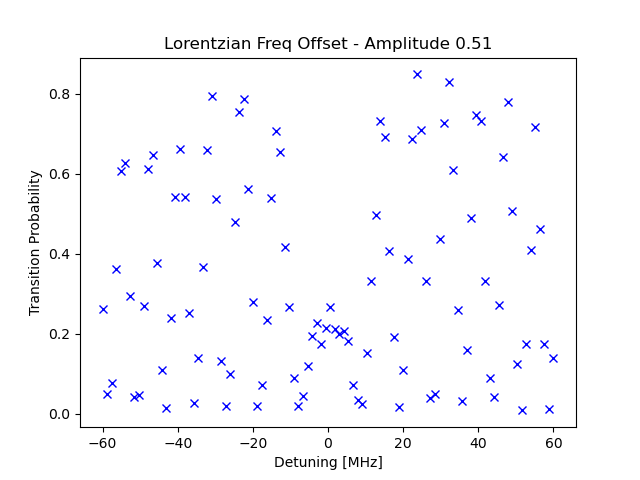 Lorentzian Freq Offset - Amplitude 0.51
Transition Probability
0.8
0.6
0.4
0.2
0.0
−60 −40 −20 0 20 40 60
Detuning [MHz]